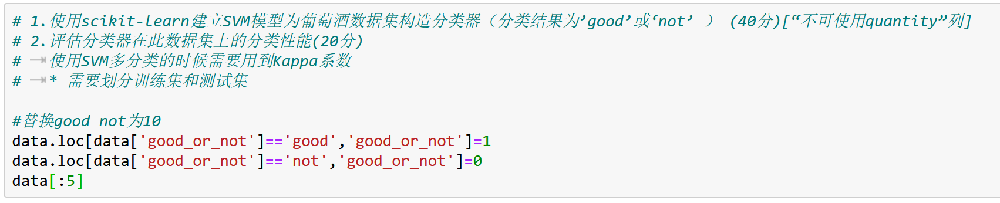 # 1.使用scikit-learn建立SVM模型为葡萄酒数据集构造分类器（分类结果为’good’或‘not’ ） (40分)[“不可使用quantity”列]
# 2.评估分类器在此数据集上的分类性能(20分)
# 使用SVM多分类的时候需要用到Kappa系数
# * 需要划分训练集和测试集
#替换good not为10
data.loc[data['good_or_not']=='good','good_or_not']=1
data.loc[data['good_or_not']=='not','good_or_not']=0
data[:5]